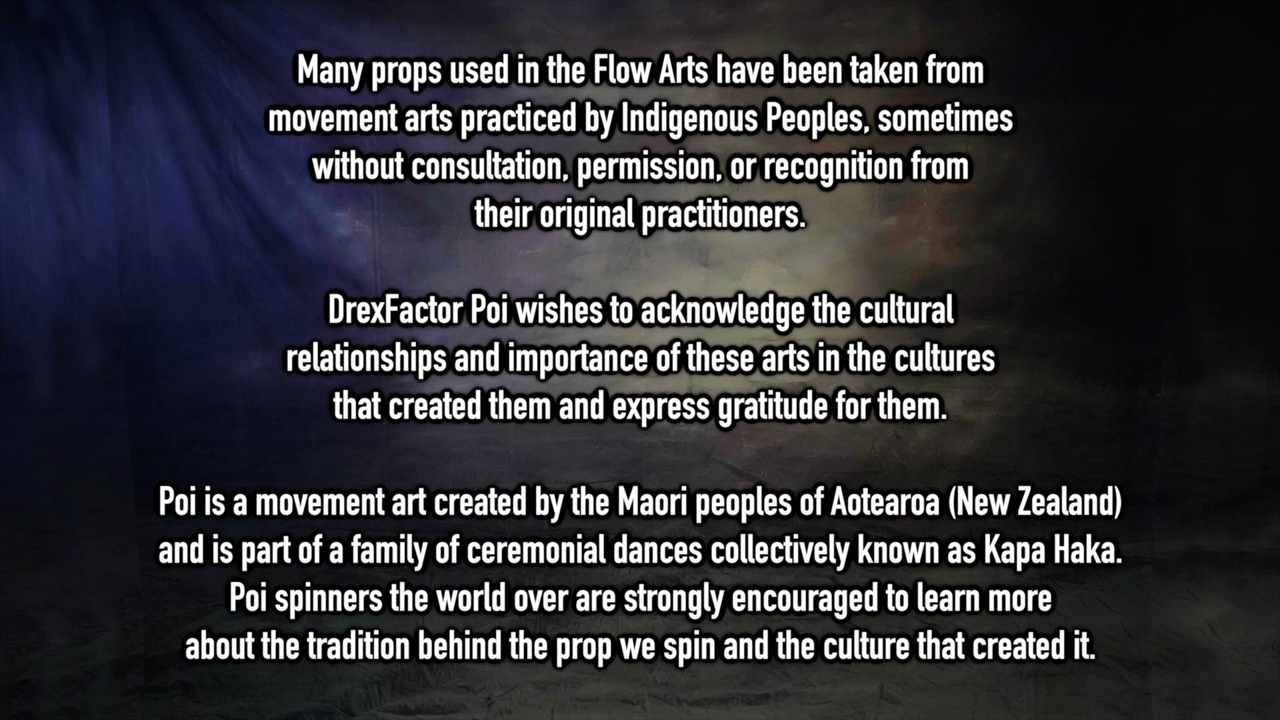 Many props used in the Flow Arts have been taken from
movement arts practiced by Indigenous Peoples, sometimes
without consultation, permission, or recognition from
their original practitioners.
DrexFactor Poi wishes to acknowledge the cultural
relationships and importance of these arts in the cultures
that created them and express gratitude for them.
Poi is a movement art created by the Maori peoples of Aotearoa (New Zealand)
and is part of a family of ceremonial dances collectively known as Kapa Haka.
Poi spinners the world over are strongly encouraged to learn more
about the tradition behind the prop we spin and the culture that created it.